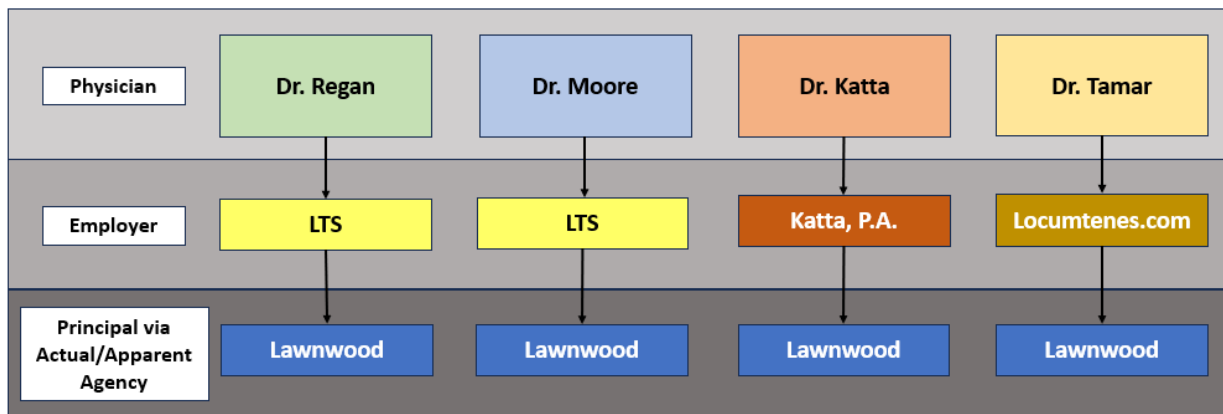 Physician
Dr. Regan
Dr. Moore
Dr. Katta
Dr. Tamar
Employer
LTS
LTS
Katta, P.A.
Locumtenes.com
Principal via
Actual/Apparent
Agency
Lawnwood
Lawnwood
Lawnwood
Lawnwood